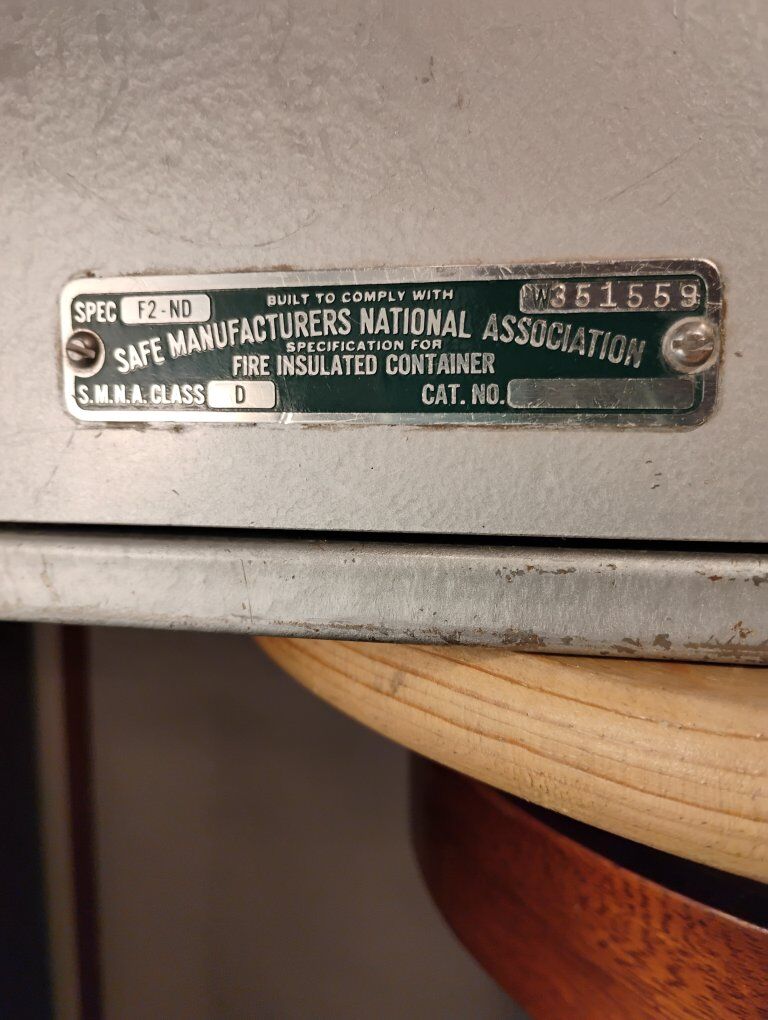 SPEC F2-ND
BUILT TO COMPLY WITH
W351559
SAFE MANUFACTURERS NATIONAL ASSOCIATION
SPECIFICATION FOR
FIRE INSULATED CONTAINER
S.M.N.A. CLASS D
CAT. NO.